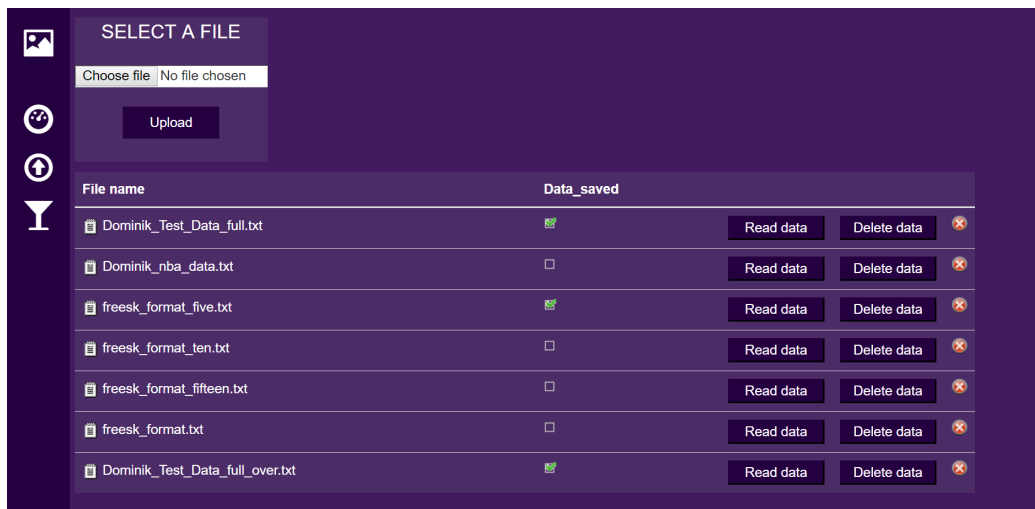 SELECT A FILE
Choose file No file chosen
Upload
File name Data_saved
Dominik_Test_Data_full.txt Read data Delete data
Dominik_nba_data.txt Read data Delete data
freesk_format_five.txt Read data Delete data
freesk_format_ten.txt Read data Delete data
freesk_format_fifteen.txt Read data Delete data
freesk_format.txt Read data Delete data
Dominik_Test_Data_full_over.txt Read data Delete data